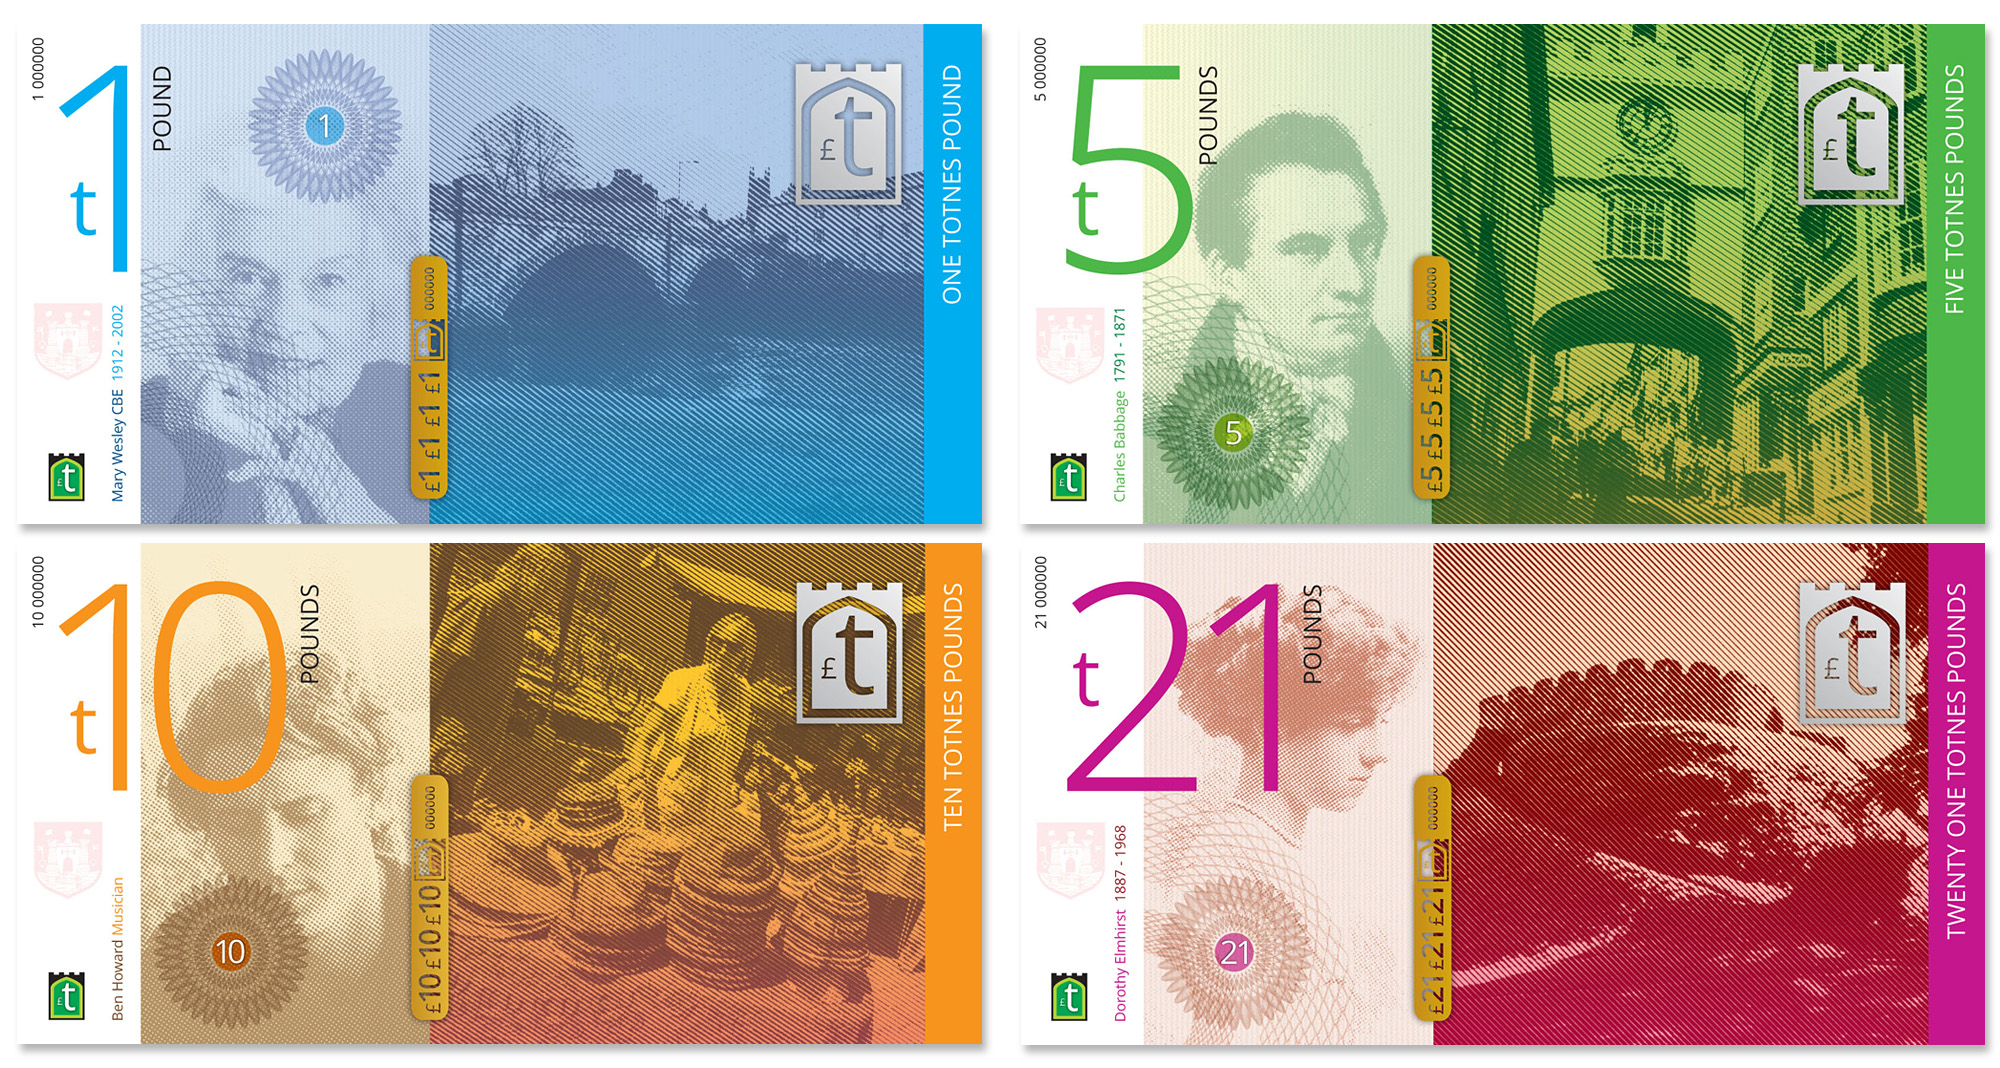 1 000000
1
t
POUND
1
£t
ONE TOTNES POUND
Mary Wesley CBE 1912 - 2002
£t
£1 £1 £1 £1 t 000000
5 000000
5
t
POUNDS
5
£t
FIVE TOTNES POUNDS
Charles Babbage 1791 - 1871
£t
£5 £5 £5 £5 000000
10 000000
10
t
POUNDS
10
£t
TEN TOTNES POUNDS
Ben Howard Musician
£t
£10 £10 £10 000000
21 000000
21
t
POUNDS
21
£t
TWENTY ONE TOTNES POUNDS
Dorothy Elmhirst 1887 - 1968
£t
£21 £21 £21 000000